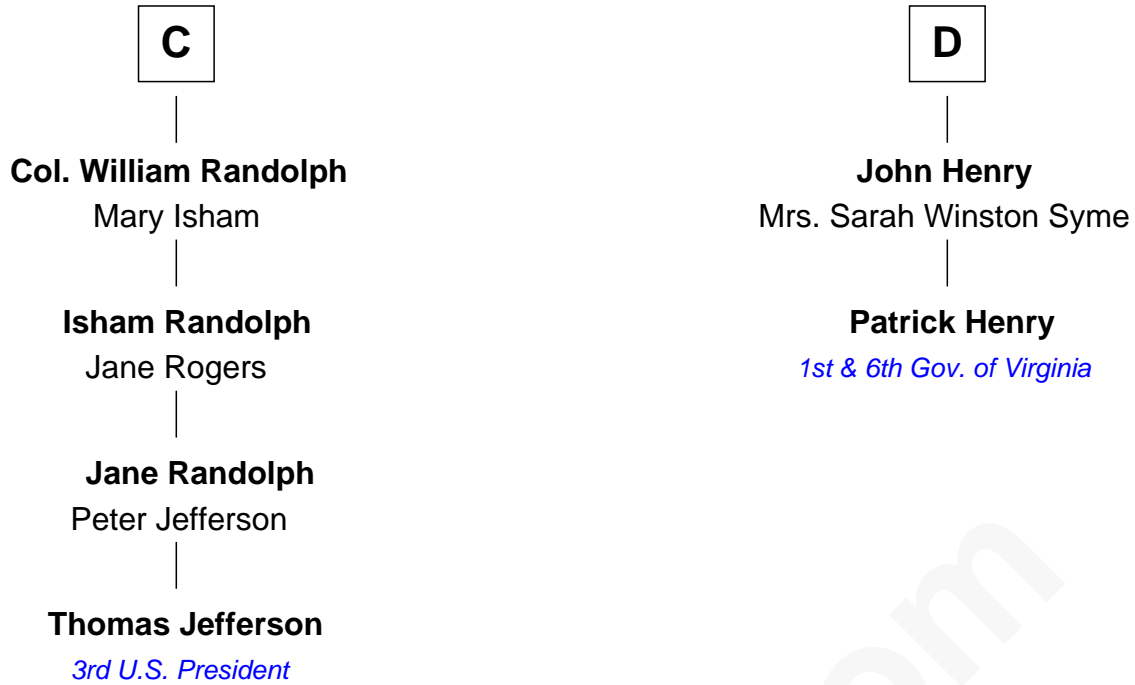 C
Col. William Randolph
Mary Isham
Isham Randolph
Jane Rogers
Jane Randolph
Peter Jefferson
Thomas Jefferson
3rd U.S. President
D
John Henry
Mrs. Sarah Winston Syme
Patrick Henry
1st & 6th Gov. of Virginia
om